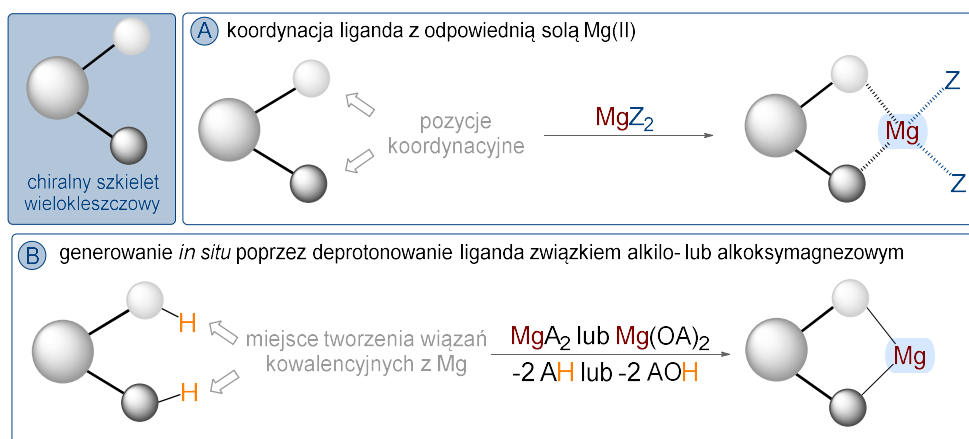 A koordynacja liganda z odpowiednią solą Mg(II)
chiralny szkielet
wielokleszczowy
pozycje
koordynacyjne
MgZ₂
Z
Mg
Z
B generowanie in situ poprzez deprotonowanie liganda związkiem alkilo- lub alkoksymagnezowym
H
H
miejsce tworzenia wiązań
kowalencyjnych z Mg
MgA₂ lub Mg(OA)₂
-2 AH lub -2 AOH
Mg